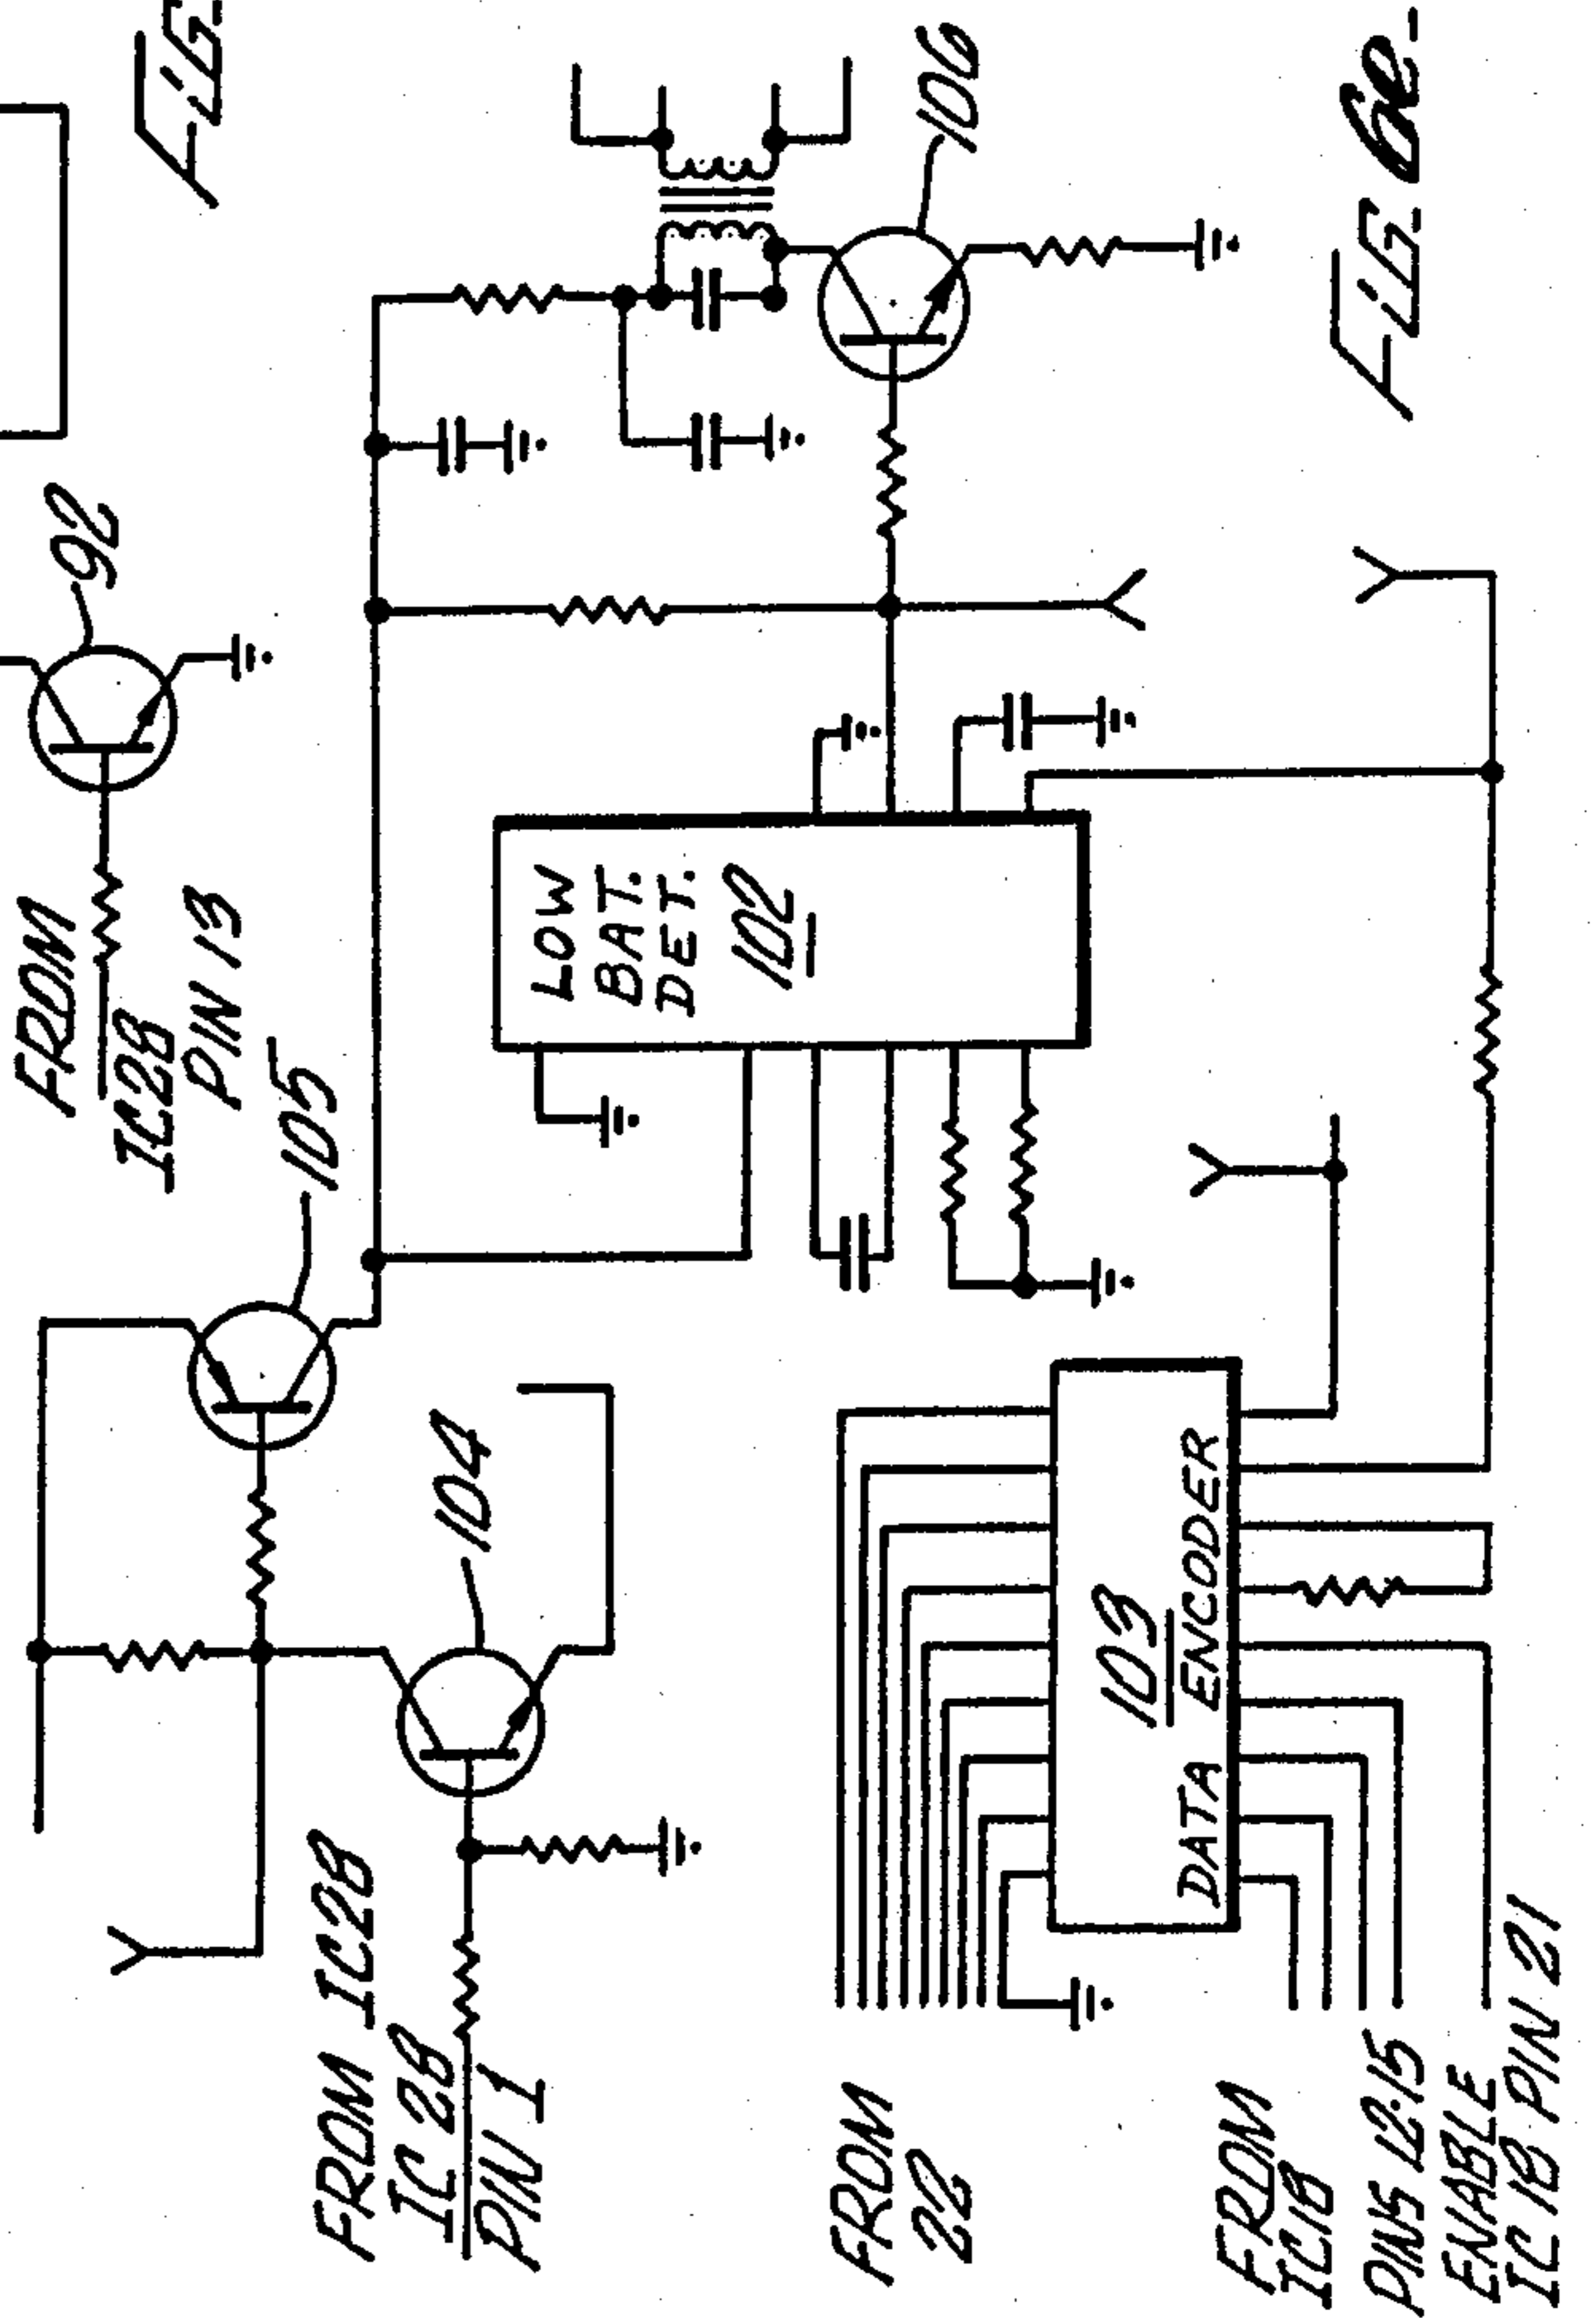 FIG.
FROM
IC28
PIN 13
92
105
104
106
LOW
BAT.
DET.
102
FROM IC28
IC 28
PIN 1
103
DATA ENCODER
FROM
22
FROM
IC18
PINS 12-15
ENABLE
IC 18 PIN 21
FIG.